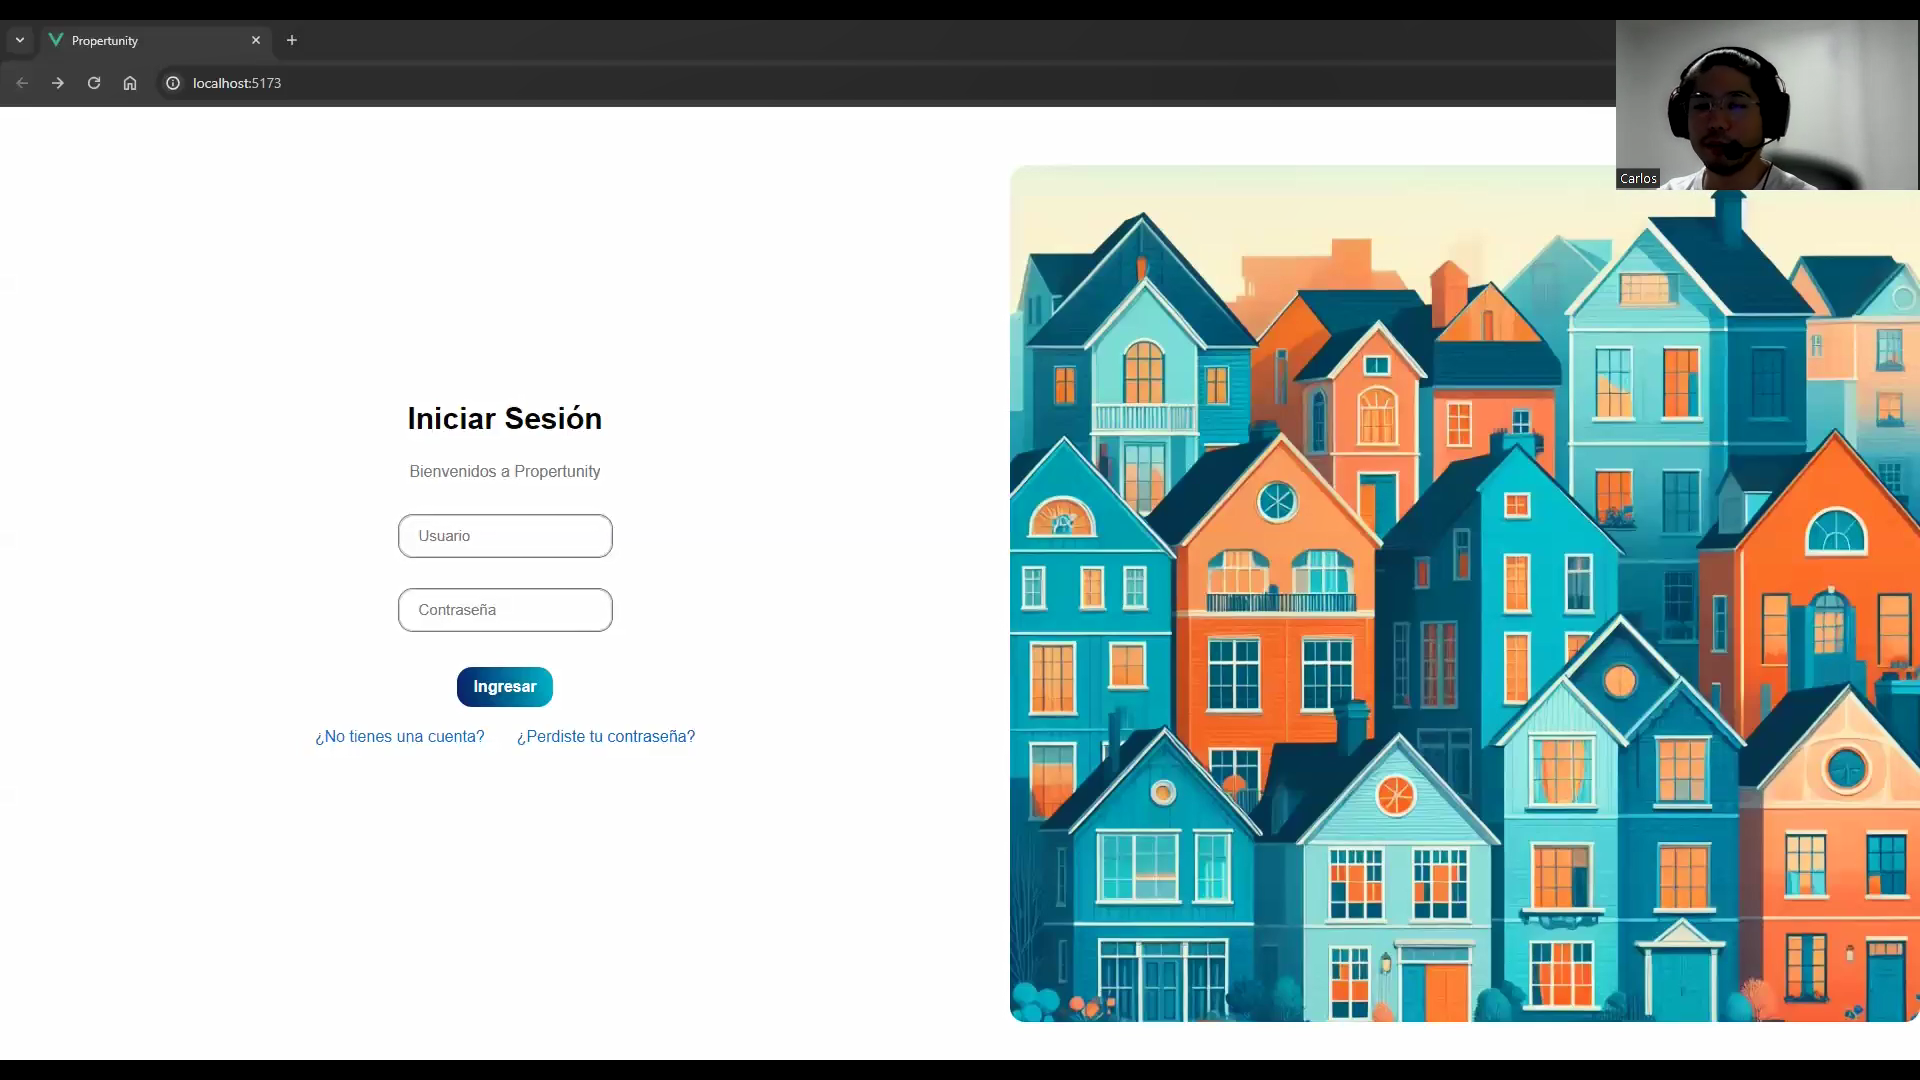 Propertunity
localhost:5173
Carlos
Iniciar Sesión
Bienvenidos a Propertunity
Usuario
Contraseña
Ingresar
¿No tienes una cuenta? ¿Perdiste tu contraseña?